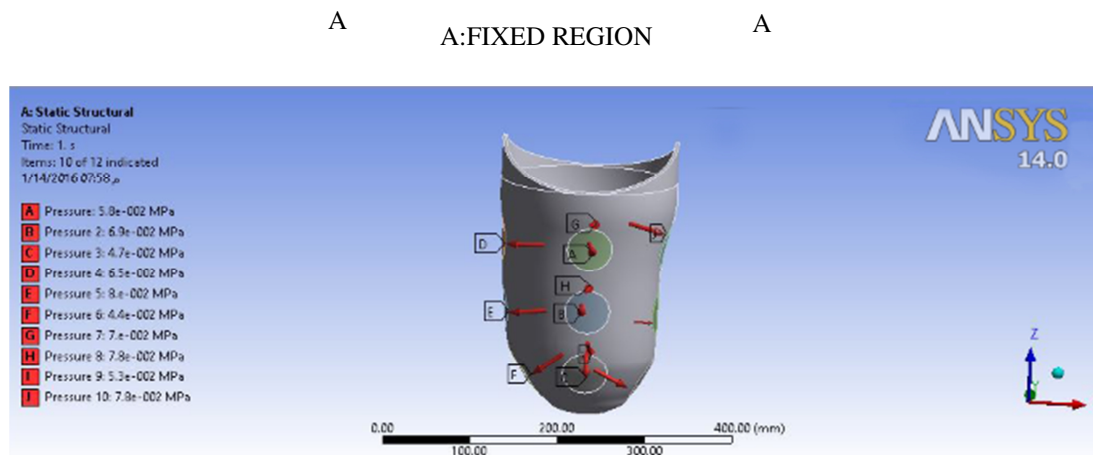 A
A
A:FIXED REGION
A: Static Structural
Static Structural
Time: 1. s
Items: 10 of 12 indicated
1/14/2016 07:58 م
ANSYS
14.0
A Pressure: 5.8e-002 MPa
B Pressure 2: 6.9e-002 MPa
C Pressure 3: 4.7e-002 MPa
D Pressure 4: 6.5e-002 MPa
E Pressure 5: 8.e-002 MPa
F Pressure 6: 4.4e-002 MPa
G Pressure 7: 7.e-002 MPa
H Pressure 8: 7.8e-002 MPa
I Pressure 9: 5.3e-002 MPa
J Pressure 10: 7.8e-002 MPa
G
D
A
H
E
B
F
C
Z
Y
0.00 200.00 400.00 (mm)
100.00 300.00